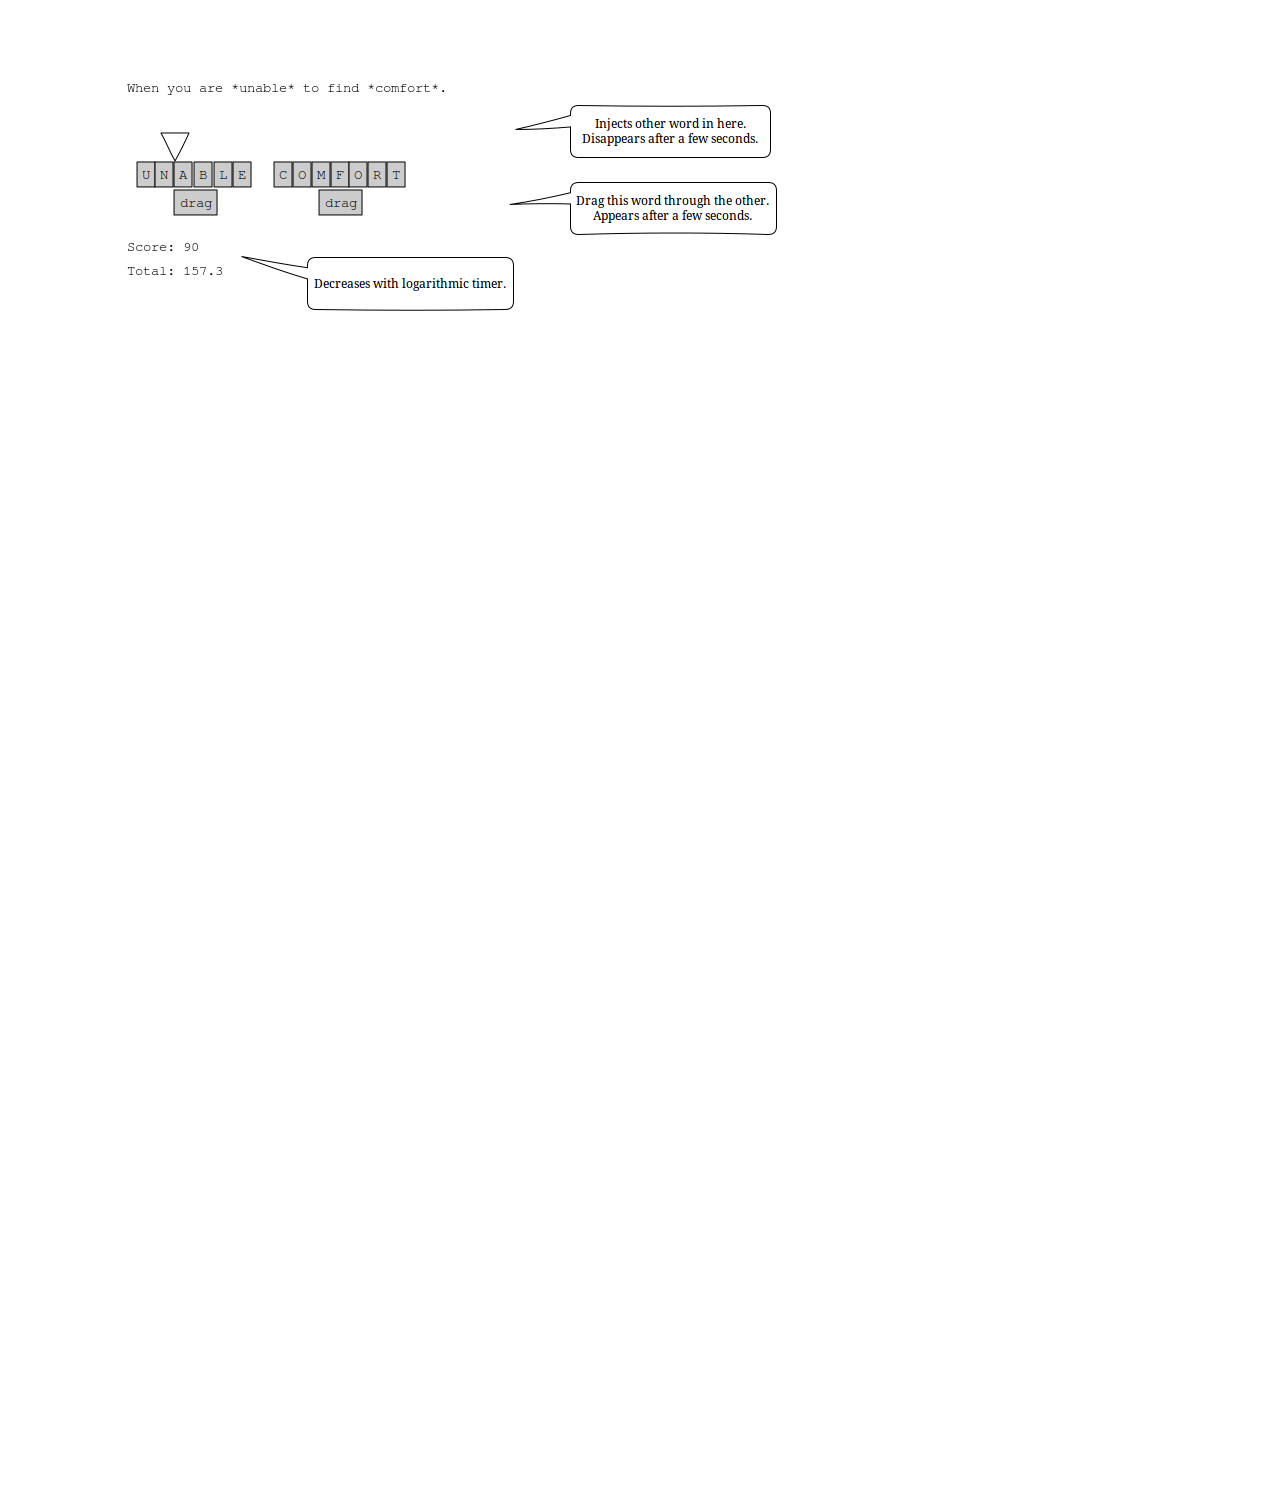 When you are *unable* to find *comfort*.
Injects other word in here.
Disappears after a few seconds.
U N A B L E C O M F O R T
drag drag
Drag this word through the other.
Appears after a few seconds.
Score: 90
Total: 157.3
Decreases with logarithmic timer.